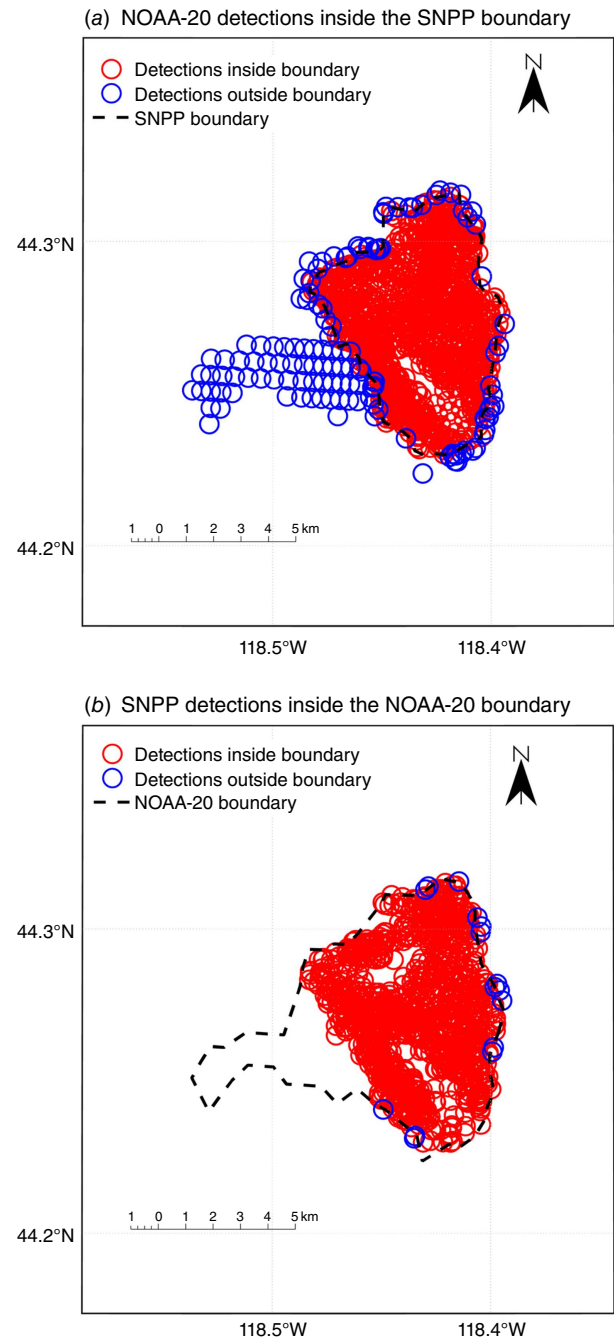 (a) NOAA-20 detections inside the SNPP boundary
Detections inside boundary
Detections outside boundary
SNPP boundary
N
44.3°N
44.2°N
1 0 1 2 3 4 5 km
118.5°W 118.4°W
(b) SNPP detections inside the NOAA-20 boundary
Detections inside boundary
Detections outside boundary
NOAA-20 boundary
N
44.3°N
44.2°N
1 0 1 2 3 4 5 km
118.5°W 118.4°W